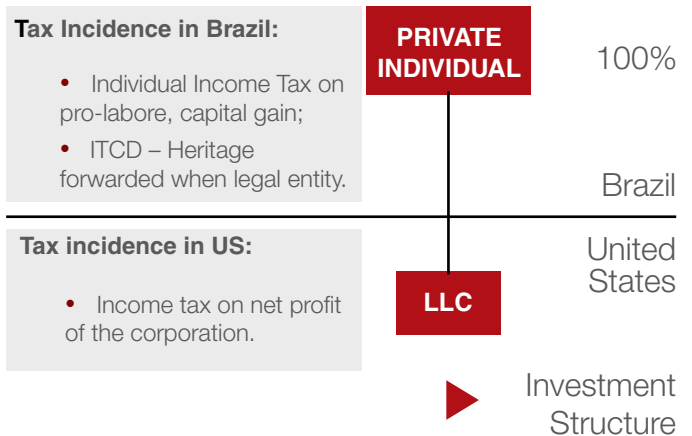 Tax Incidence in Brazil:
• Individual Income Tax on
pro-labore, capital gain;
• ITCD – Heritage
forwarded when legal entity.
PRIVATE
INDIVIDUAL
100%
Brazil
Tax incidence in US:
• Income tax on net profit
of the corporation.
LLC
United
States
Investment
Structure